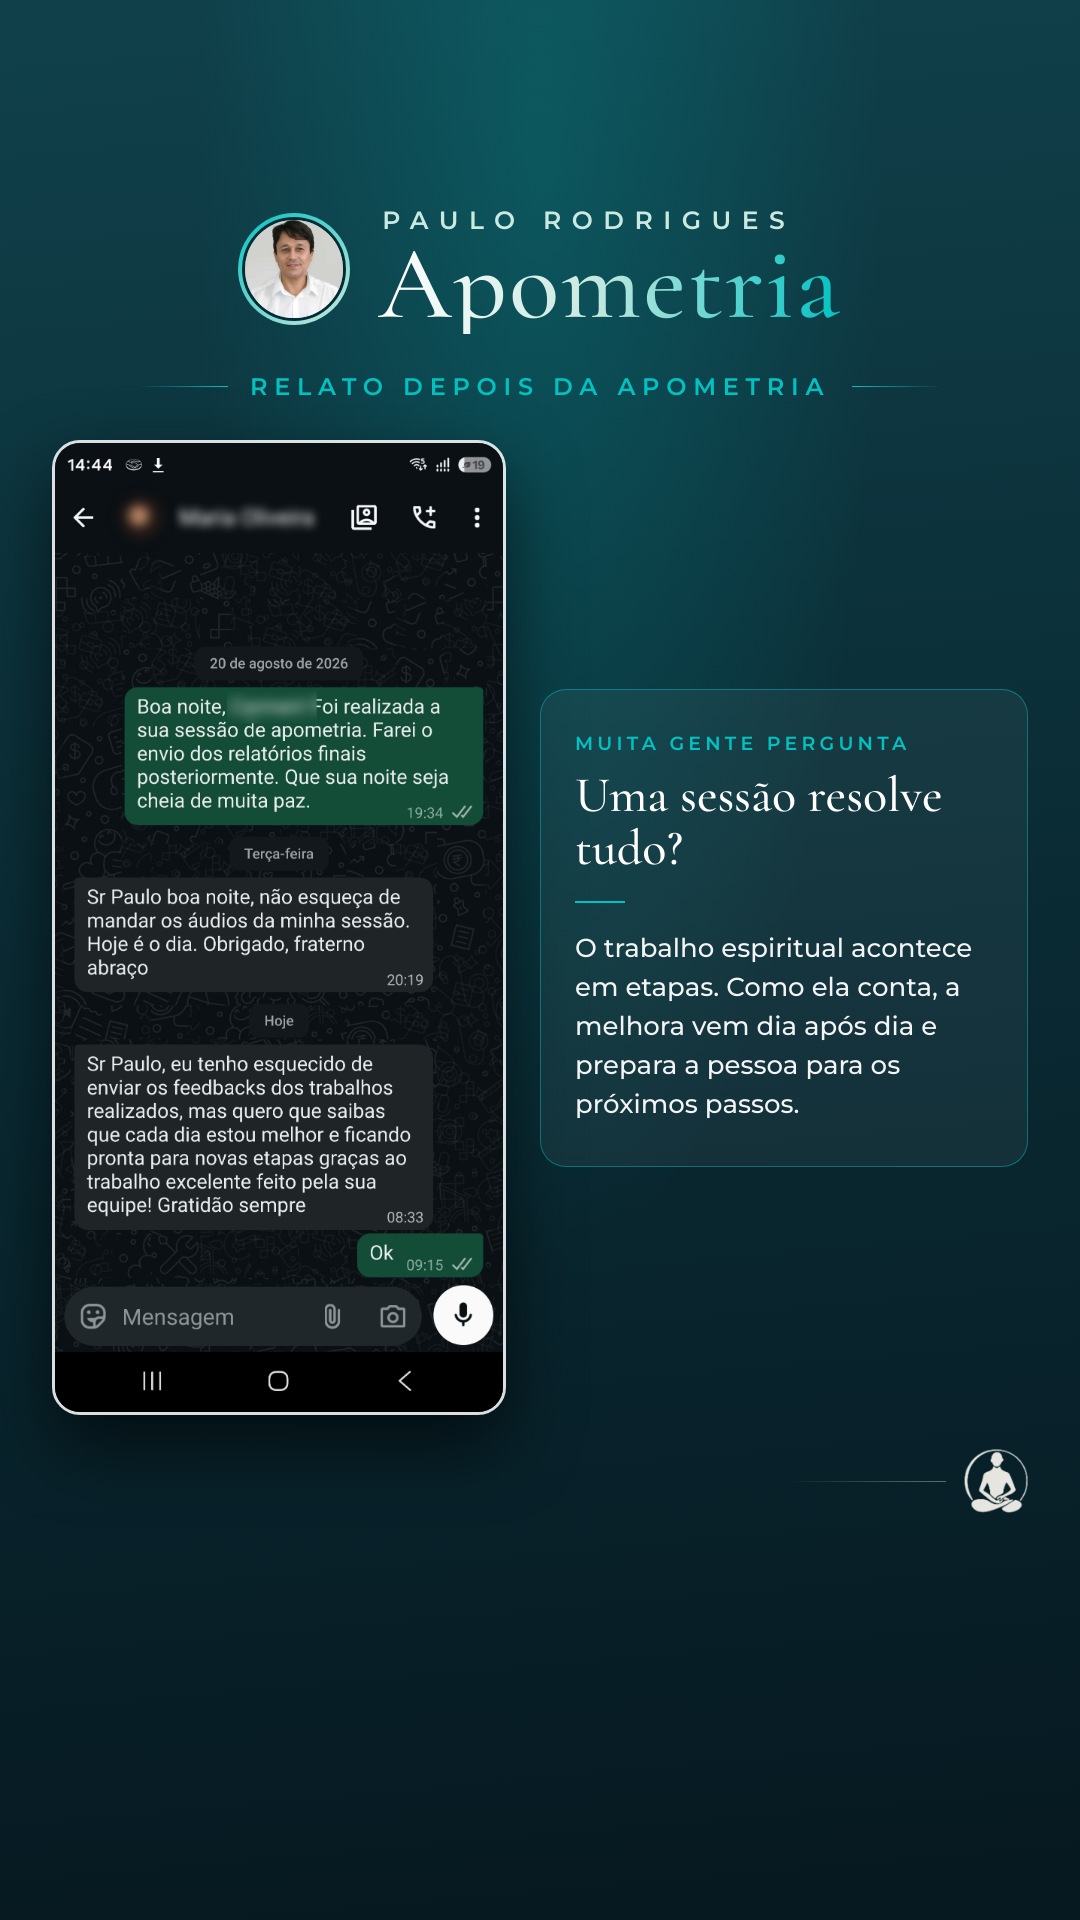 PAULO RODRIGUES
Apometria
RELATO DEPOIS DA APOMETRIA
14:44
19
20 de agosto de 2026
Boa noite, Foi realizada a
sua sessão de apometria. Farei o
envio dos relatórios finais
posteriormente. Que sua noite seja
cheia de muita paz.
19:34
Terça-feira
Sr Paulo boa noite, não esqueça de
mandar os áudios da minha sessão.
Hoje é o dia. Obrigado, fraterno
abraço
20:19
Hoje
Sr Paulo, eu tenho esquecido de
enviar os feedbacks dos trabalhos
realizados, mas quero que saibas
que cada dia estou melhor e ficando
pronta para novas etapas graças ao
trabalho excelente feito pela sua
equipe! Gratidão sempre
08:33
Ok
09:15
Mensagem
MUITA GENTE PERGUNTA
Uma sessão resolve
tudo?
O trabalho espiritual acontece
em etapas. Como ela conta, a
melhora vem dia após dia e
prepara a pessoa para os
próximos passos.